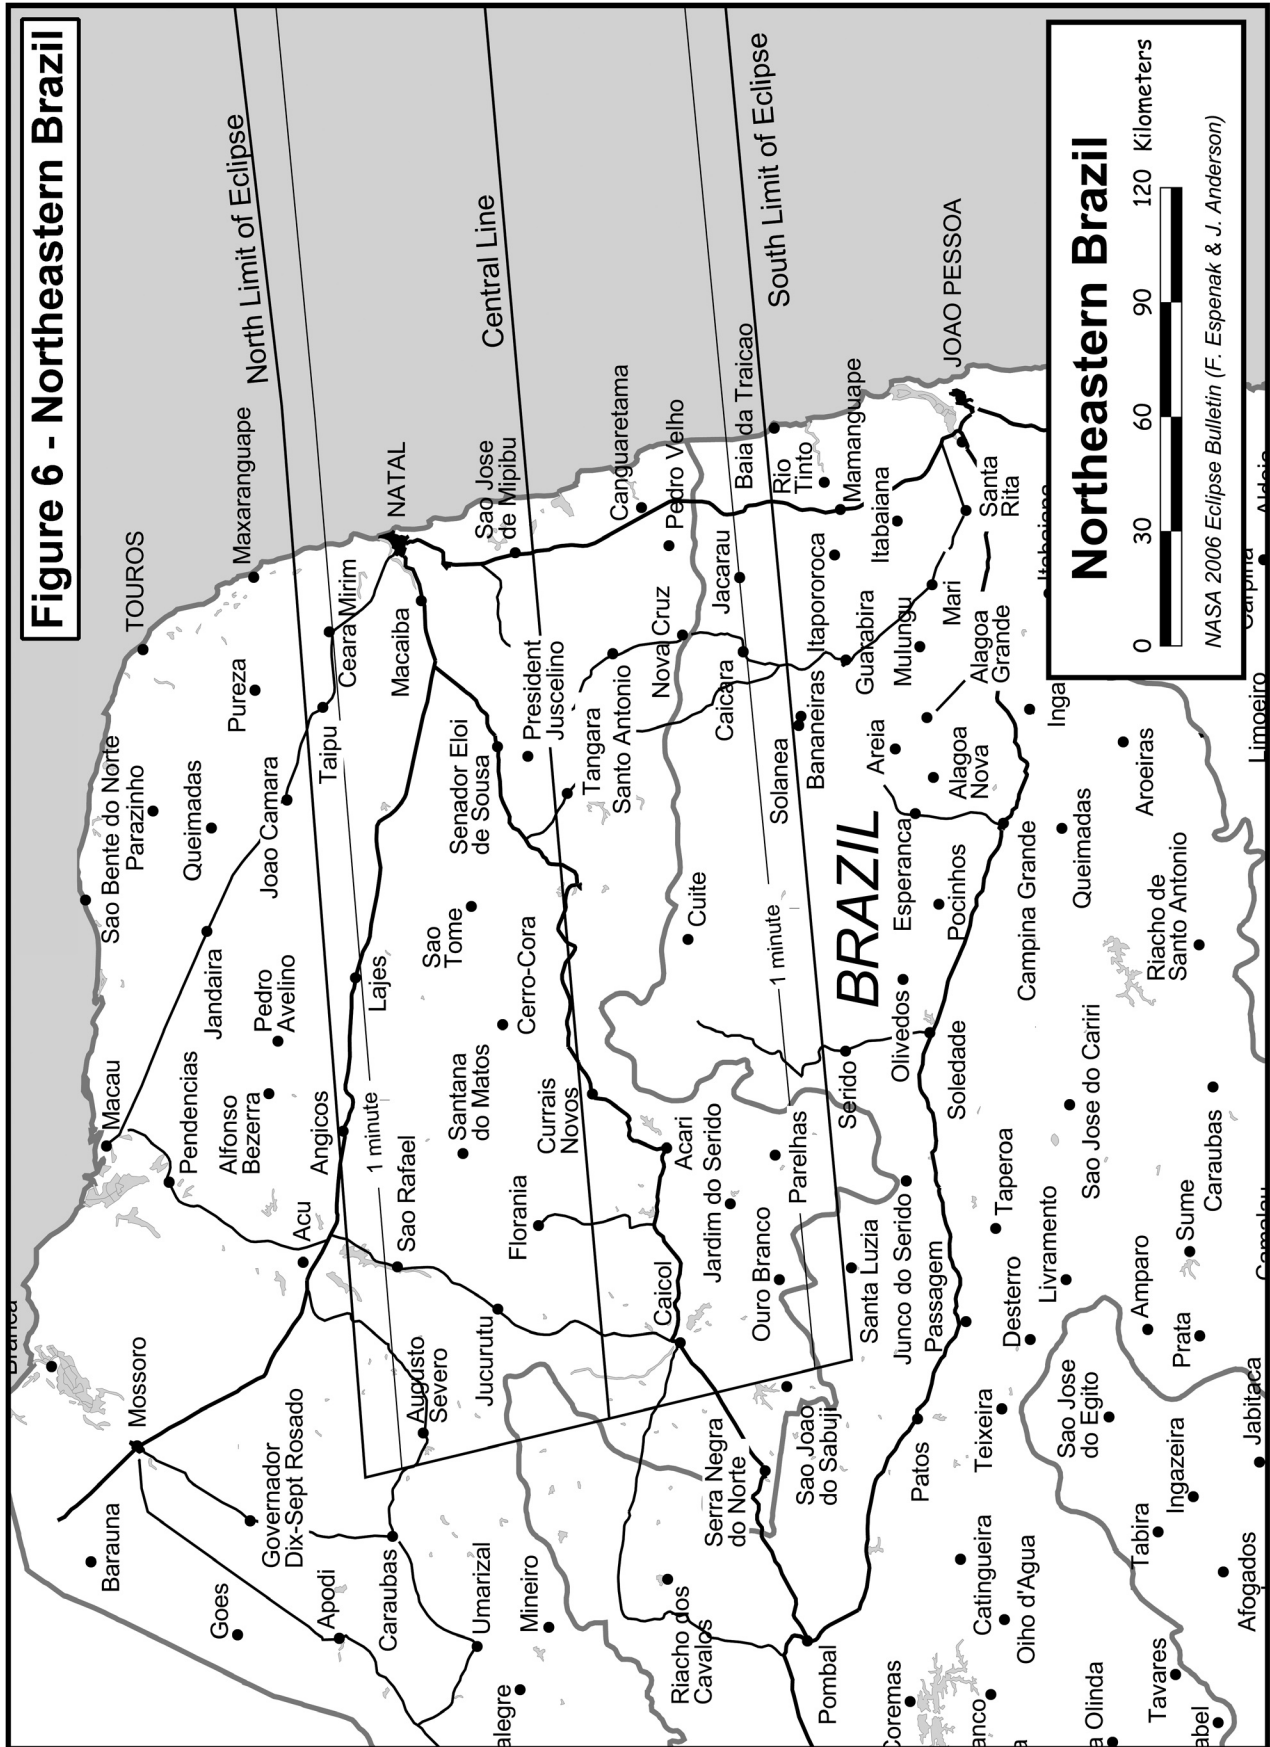 Figure 6 - Northeastern Brazil
North Limit of Eclipse
Central Line
South Limit of Eclipse
1 minute
1 minute
TOUROS
Maxaranguape
NATAL
Sao Jose
de Mipibu
Canguaretama
Pedro Velho
Baia da Traicao
Rio
Tinto
Mamanguape
JOAO PESSOA
Santa
Rita
Itabaiana
Sao Bente do Norte
Parazinho
Pureza
Queimadas
Joao Camara
Taipu
Ceara Mirim
Macaiba
Senador Eloi
de Sousa
President
Juscelino
Tangara
Santo Antonio
Nova Cruz
Jacarau
Caicara
Itapororoca
Solanea
Bananeiras
Guarabira
Mulungu
Mari
Alagoa
Grande
Itabaiana
Areia
Alagoa
Nova
Inga
Macau
Jandaira
Pedro
Avelino
Pendencias
Alfonso
Bezerra
Angicos
Lajes
Sao
Tome
Cerro-Cora
Santana
do Matos
Currais
Novos
Cuite
BRAZIL
Esperanca
Pocinhos
Campina Grande
Queimadas
Aroeiras
Riacho de
Santo Antonio
Limoeiro
Olivedos
Soledade
Serido
Acari
Jardim do Serido
Parelhas
Acu
Sao Rafael
Florania
Caicol
Ouro Branco
Santa Luzia
Junco do Serido
Passagem
Taperoa
Sao Jose do Cariri
Livramento
Desterro
Caraubas
Sume
Amparo
Prata
Mossoro
Governador
Dix-Sept Rosado
Augusto
Severo
Jucurutu
Serra Negra
do Norte
Sao Joao
do Sabuji
Patos
Teixeira
Sao Jose
do Egito
Ingazeira
Jabitaca
Barauna
Goes
Apodi
Caraubas
Umarizal
Mineiro
Riacho dos
Cavalos
Pombal
Catingueira
Oiho d'Agua
Tabira
Afogados
alegre
Coremas
anco
a Olinda
Tavares
abel
Northeastern Brazil
0 30 60 90 120 Kilometers
NASA 2006 Eclipse Bulletin (F. Espenak & J. Anderson)